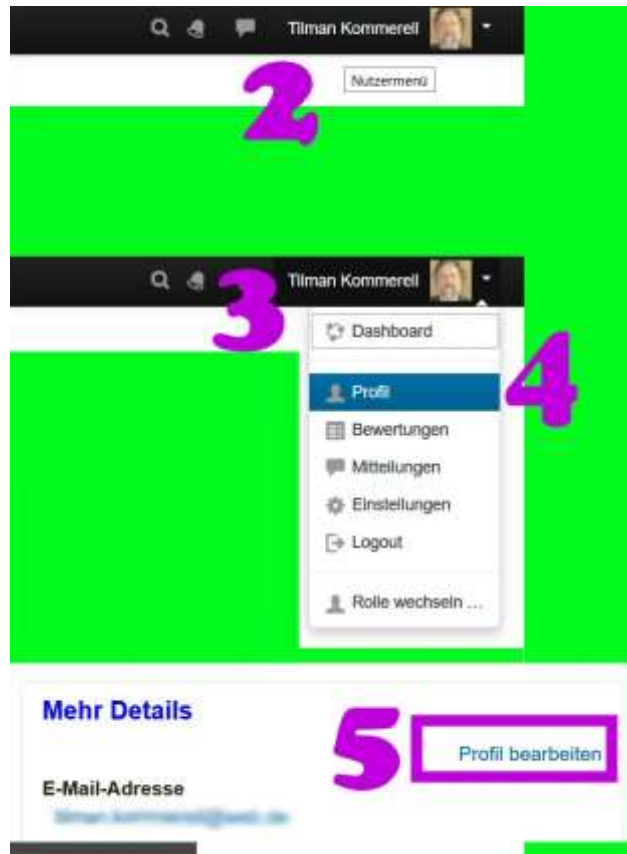 Tilman Kommerell
2
Nutzermenü
3
Tilman Kommerell
Dashboard
4
Profil
Bewertungen
Mitteilungen
Einstellungen
Logout
Rolle wechseln ...
Mehr Details
5
Profil bearbeiten
E-Mail-Adresse